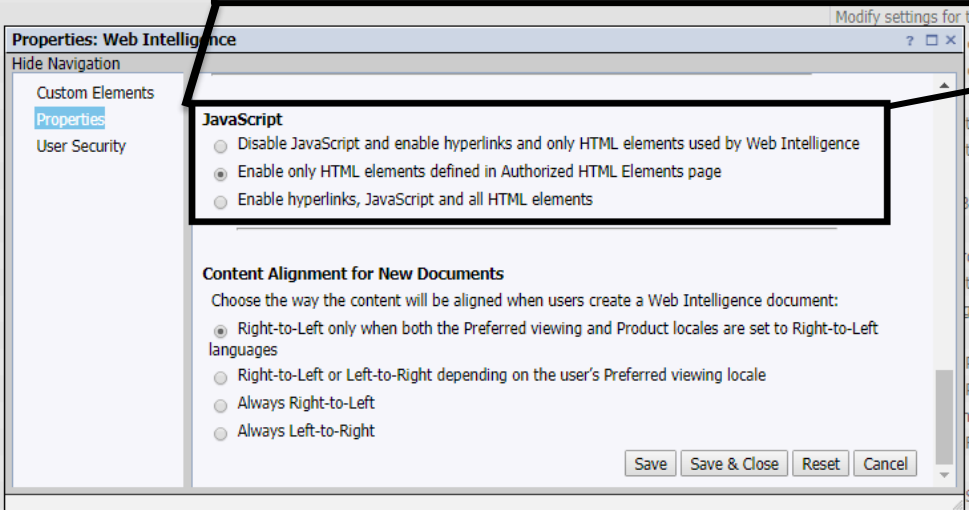 Modify settings for t
Properties: Web Intelligence
Hide Navigation
Custom Elements
Properties
User Security
JavaScript
Disable JavaScript and enable hyperlinks and only HTML elements used by Web Intelligence
Enable only HTML elements defined in Authorized HTML Elements page
Enable hyperlinks, JavaScript and all HTML elements
Content Alignment for New Documents
Choose the way the content will be aligned when users create a Web Intelligence document:
Right-to-Left only when both the Preferred viewing and Product locales are set to Right-to-Left
languages
Right-to-Left or Left-to-Right depending on the user's Preferred viewing locale
Always Right-to-Left
Always Left-to-Right
Save Save & Close Reset Cancel